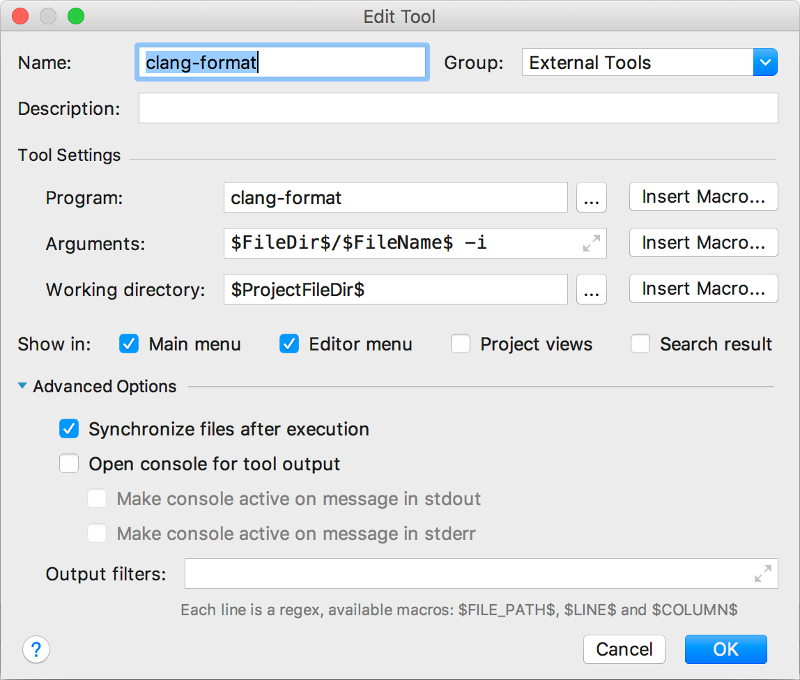 Edit Tool
Name: clang-format Group: External Tools
Description:
Tool Settings
Program: clang-format ... Insert Macro...
Arguments: $FileDir$/$FileName$ -i Insert Macro...
Working directory: $ProjectFileDir$ ... Insert Macro...
Show in: Main menu Editor menu Project views Search result
Advanced Options
Synchronize files after execution
Open console for tool output
Make console active on message in stdout
Make console active on message in stderr
Output filters:
Each line is a regex, available macros: $FILE_PATH$, $LINE$ and $COLUMN$
? Cancel OK